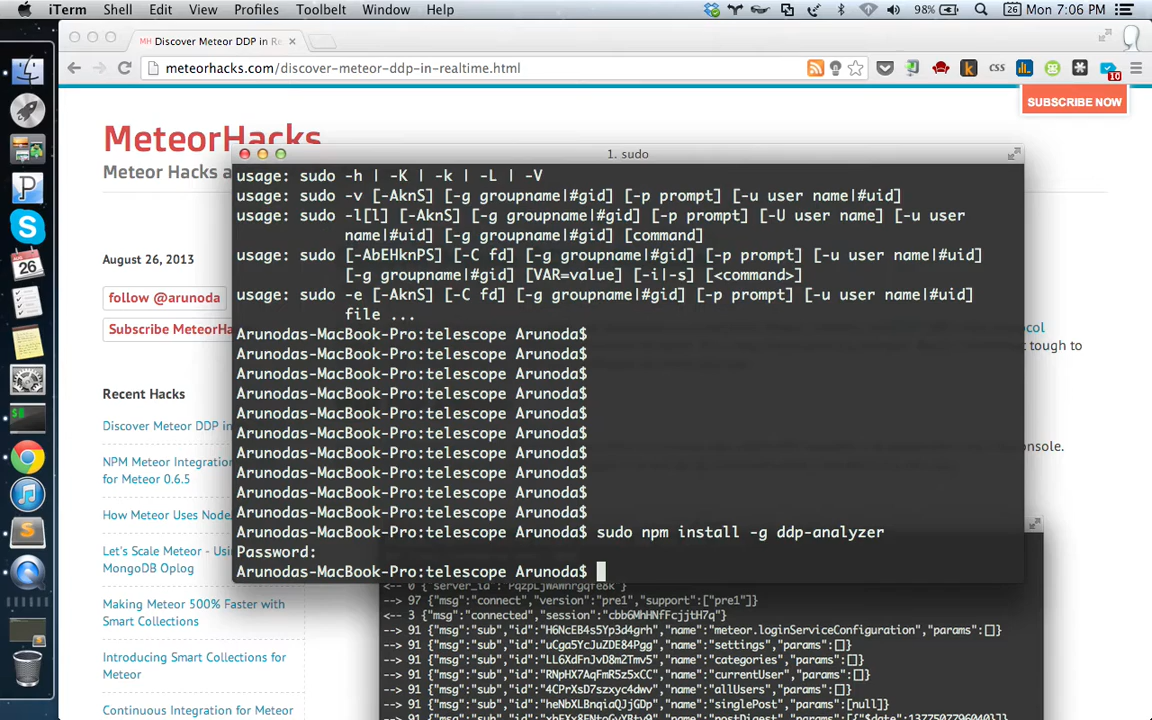 iTerm Shell Edit View Profiles Toolbelt Window Help
98% 26 Mon 7:06 PM
MH Discover Meteor DDP in Re
meteorhacks.com/discover-meteor-ddp-in-realtime.html
CSS
10
SUBSCRIBE NOW
MeteorHacks
Meteor Hacks a
August 26, 2013
follow @arunoda
Subscribe MeteorHa
Recent Hacks
Discover Meteor DDP in
NPM Meteor Integration
for Meteor 0.6.5
How Meteor Uses Node
Let's Scale Meteor - Usin
MongoDB Oplog
Making Meteor 500% Faster with
Smart Collections
Introducing Smart Collections for
Meteor
Continuous Integration for Meteor
26
1. sudo
usage: sudo -h | -K | -k | -L | -V
usage: sudo -v [-AknS] [-g groupname|#gid] [-p prompt] [-u user name|#uid]
usage: sudo -l[l] [-AknS] [-g groupname|#gid] [-p prompt] [-U user name] [-u user
name|#uid] [-g groupname|#gid] [command]
usage: sudo [-AbEHknPS] [-C fd] [-g groupname|#gid] [-p prompt] [-u user name|#uid]
[-g groupname|#gid] [VAR=value] [-i|-s] [<command>]
usage: sudo -e [-AknS] [-C fd] [-g groupname|#gid] [-p prompt] [-u user name|#uid]
file ...
Arunodas-MacBook-Pro:telescope Arunoda$
Arunodas-MacBook-Pro:telescope Arunoda$
Arunodas-MacBook-Pro:telescope Arunoda$
Arunodas-MacBook-Pro:telescope Arunoda$
Arunodas-MacBook-Pro:telescope Arunoda$
Arunodas-MacBook-Pro:telescope Arunoda$
Arunodas-MacBook-Pro:telescope Arunoda$
Arunodas-MacBook-Pro:telescope Arunoda$
Arunodas-MacBook-Pro:telescope Arunoda$
Arunodas-MacBook-Pro:telescope Arunoda$
Arunodas-MacBook-Pro:telescope Arunoda$ sudo npm install -g ddp-analyzer
Password:
Arunodas-MacBook-Pro:telescope Arunoda$
ocol
tough to
onsole.
--> 97 {"msg":"connect","version":"pre1","support":["pre1"]}
<-- 3 {"msg":"connected","session":"cbb6MhHNfFcjjtH7q"}
--> 91 {"msg":"sub","id":"H6NcEB4s5Yp3d4grh","name":"meteor.loginServiceConfiguration","params":[]}
--> 91 {"msg":"sub","id":"uCga5YcJuZDE84Pgg","name":"settings","params":[]}
--> 91 {"msg":"sub","id":"LL6XdFnJvD8m2Tmv5","name":"categories","params":[]}
--> 91 {"msg":"sub","id":"RNpHX7AqFmR5z5xCC","name":"currentUser","params":[]}
--> 91 {"msg":"sub","id":"4CPrXsD7szxyc4dwv","name":"allUsers","params":[]}
--> 91 {"msg":"sub","id":"heNbXLBnqiaQJjGDp","name":"singlePost","params":[null]}